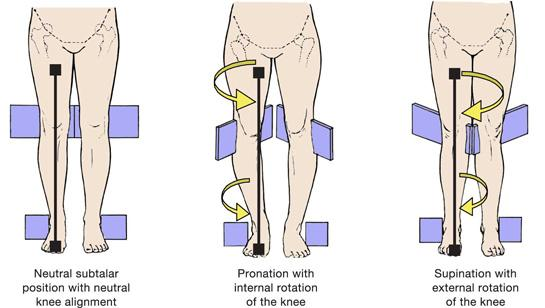 Neutral subtalar
position with neutral
knee alignment
Pronation with
internal rotation
of the knee
Supination with
external rotation
of the knee